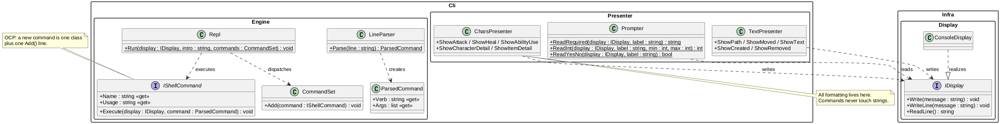 Cli
Engine
Presenter
Infra
Display
OCP: a new command is one class
plus one Add() line.
C Repl
+Run(display : IDisplay, intro : string, commands : CommandSet) : void
C LineParser
+Parse(line : string) : ParsedCommand
C CharsPresenter
+ShowAttack / ShowHeal / ShowAbilityUse
+ShowCharacterDetail / ShowItemDetail
C Prompter
+ReadRequired(display : IDisplay, label : string) : string
+ReadInt(display : IDisplay, label : string, min : int, max : int) : int
+ReadYesNo(display : IDisplay, label : string) : bool
C TextPresenter
+ShowPath / ShowMoved / ShowText
+ShowCreated / ShowRemoved
C ConsoleDisplay
executes
dispatches
creates
writes
reads
writes
realizes
I IShellCommand
+Name : string «get»
+Usage : string «get»
+Execute(display : IDisplay, command : ParsedCommand) : void
C CommandSet
+Add(command : IShellCommand) : void
C ParsedCommand
+Verb : string «get»
+Args : list «get»
All formatting lives here.
Commands never touch strings.
I IDisplay
+Write(message : string) : void
+WriteLine(message : string) : void
+ReadLine() : string